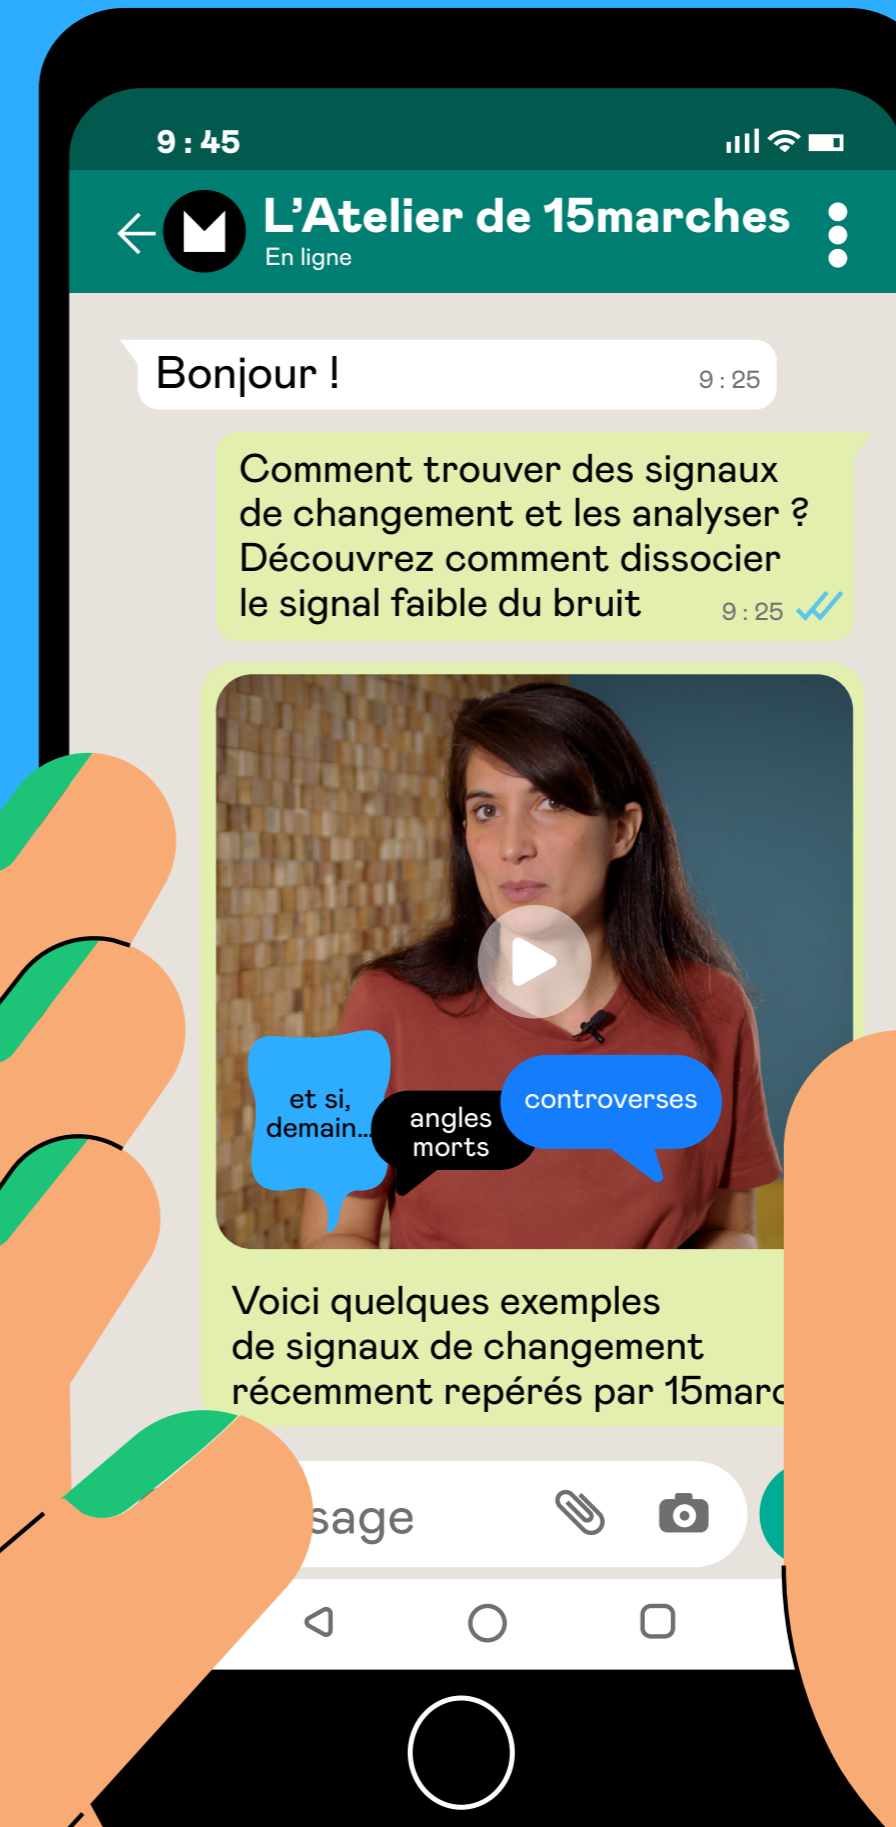 9:45
L’Atelier de 15marches
En ligne
Bonjour !
9:25
Comment trouver des signaux
de changement et les analyser ?
Découvrez comment dissocier
le signal faible du bruit
9:25
et si,
demain...
angles
morts
controverses
Voici quelques exemples
de signaux de changement
récemment repérés par